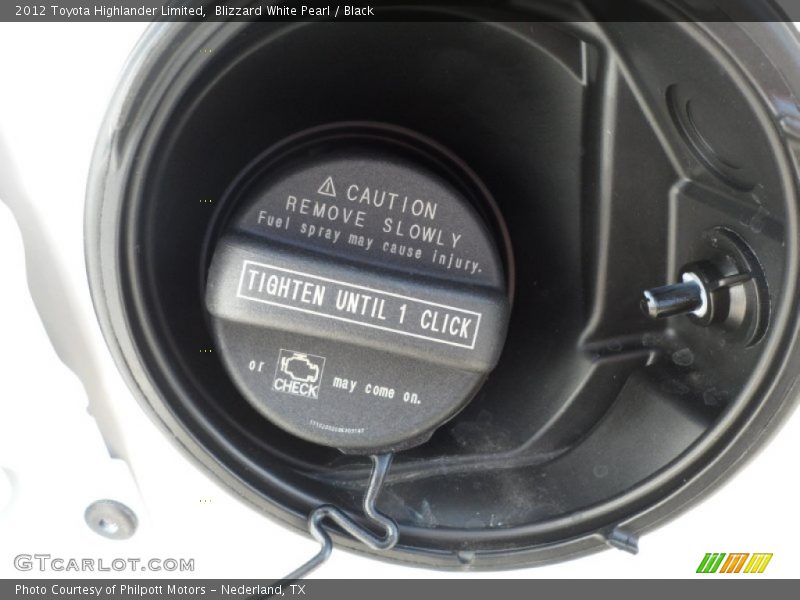 2012 Toyota Highlander Limited,  Blizzard White Pearl / Black
⚠ CAUTION
REMOVE SLOWLY
Fuel spray may cause injury.
TIGHTEN UNTIL 1 CLICK
or CHECK may come on.
GTCARLOT.COM
Photo Courtesy of Philpott Motors - Nederland, TX